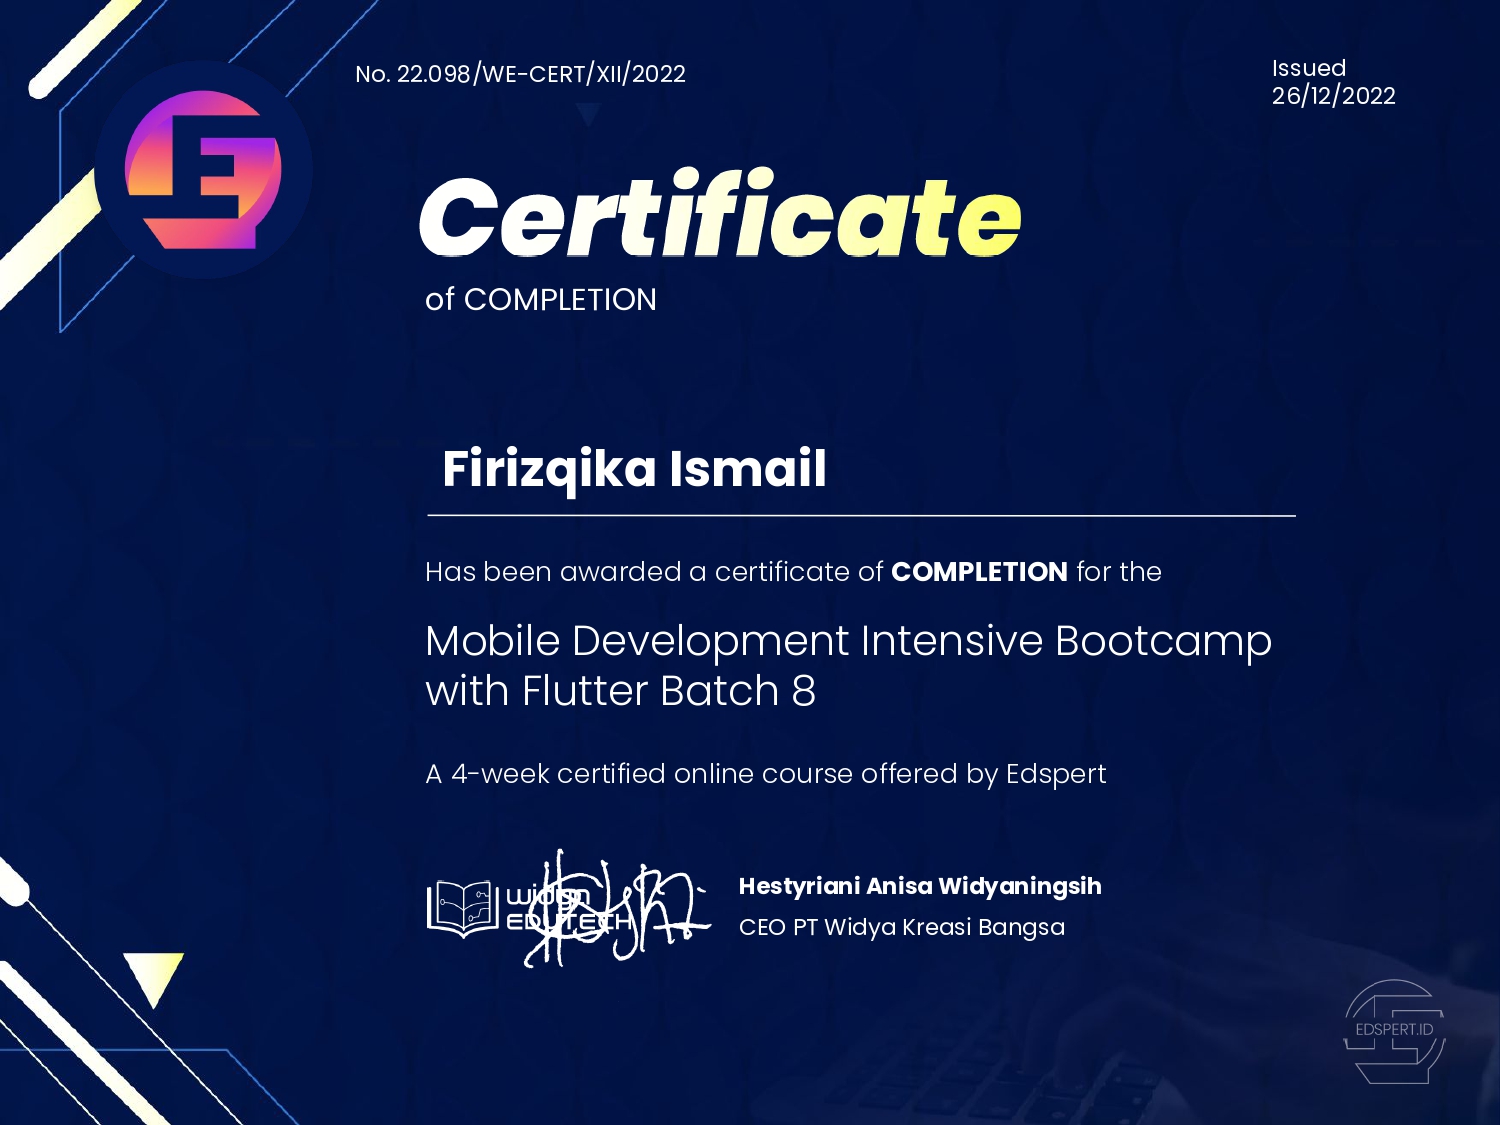 No. 22.098/WE-CERT/XII/2022
Issued
26/12/2022
Certificate
of COMPLETION
Firizqika Ismail
Has been awarded a certificate of COMPLETION for the
Mobile Development Intensive Bootcamp
with Flutter Batch 8
A 4-week certified online course offered by Edspert
widya
EDUTECH
Hestyriani Anisa Widyaningsih
CEO PT Widya Kreasi Bangsa
EDSPERT.ID